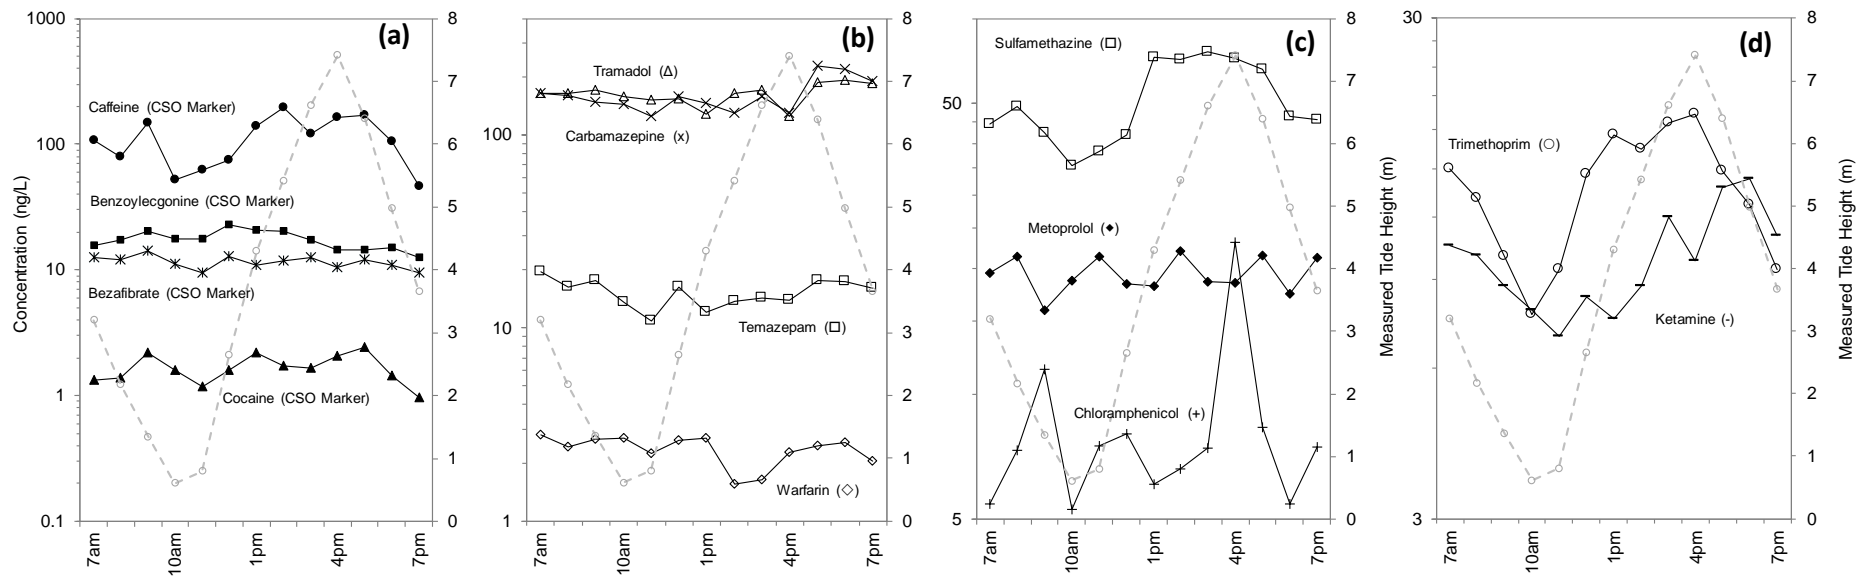 1000
100
10
1
0.1
Concentration (ng/L)
(a)
Caffeine (CSO Marker)
Benzoylecgonine (CSO Marker)
Bezafibrate (CSO Marker)
Cocaine (CSO Marker)
8
7
6
5
4
3
2
1
0
7am
10am
1pm
4pm
7pm
100
10
1
(b)
Tramadol (Δ)
Carbamazepine (x)
Temazepam (□)
Warfarin (◇)
8
7
6
5
4
3
2
1
0
7am
10am
1pm
4pm
7pm
50
5
(c)
Sulfamethazine (□)
Metoprolol (◆)
Chloramphenicol (+)
8
7
6
5
4
3
2
1
0
Measured Tide Height (m)
7am
10am
1pm
4pm
7pm
30
3
(d)
Trimethoprim (○)
Ketamine (-)
8
7
6
5
4
3
2
1
0
Measured Tide Height (m)
7am
10am
1pm
4pm
7pm